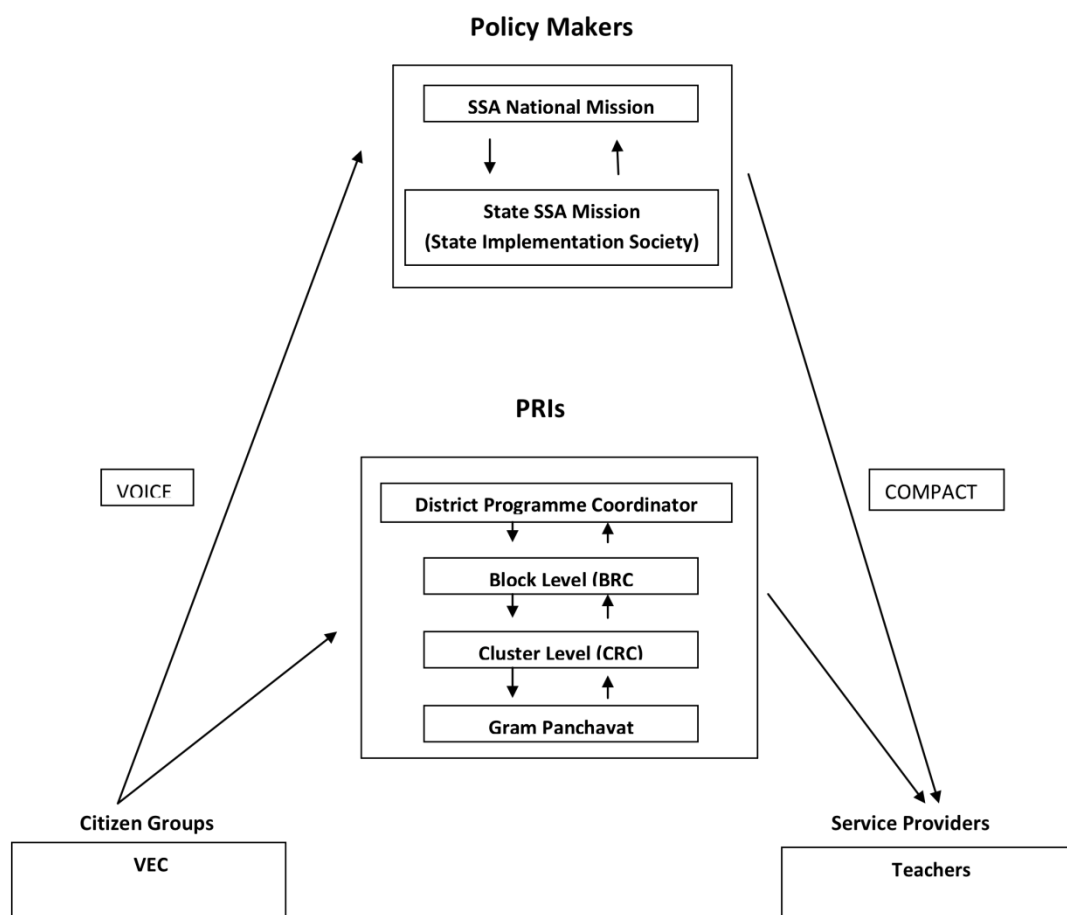 Policy Makers
SSA National Mission
State SSA Mission
(State Implementation Society)
PRIs
VOICE
COMPACT
District Programme Coordinator
Block Level (BRC
Cluster Level (CRC)
Gram Panchayat
Citizen Groups
Service Providers
VEC
Teachers